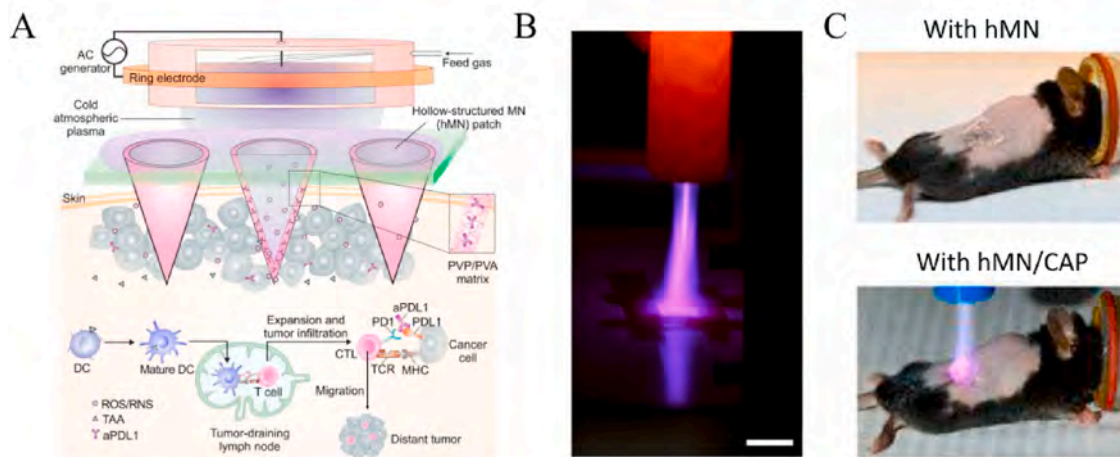 A
AC
generator
Ring electrode
Feed gas
Cold
atmospheric
plasma
Hollow-structured MN
(hMN) patch
Skin
PVP/PVA
matrix
DC
Mature DC
T cell
Tumor-draining
lymph node
Expansion and
tumor infiltration
aPDL1
PD1
PDL1
CTL
TCR
MHC
Cancer
cell
Migration
Distant tumor
ROS/RNS
TAA
aPDL1
B
C
With hMN
With hMN/CAP